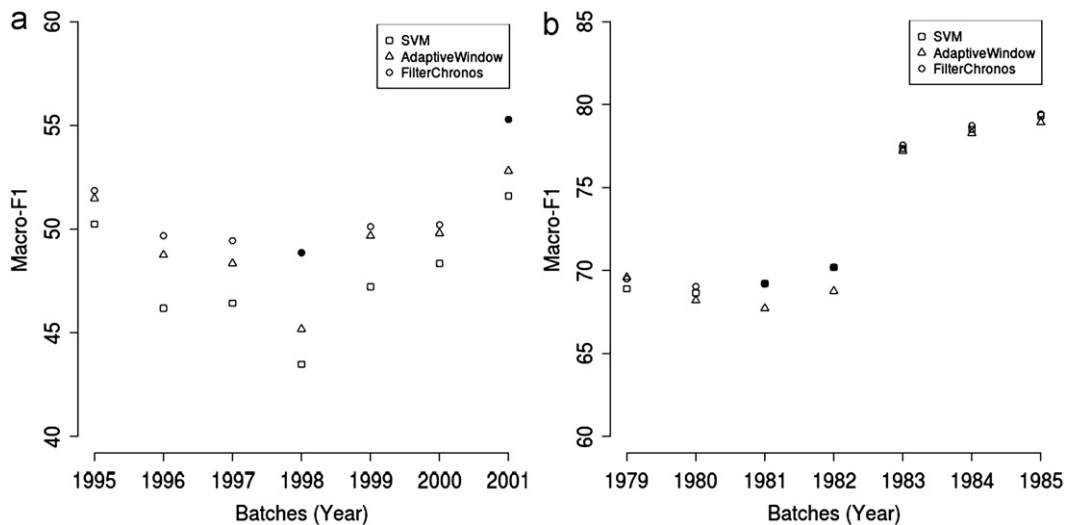 a
SVM
AdaptiveWindow
FilterChronos
Macro-F1
60
55
50
45
40
1995 1996 1997 1998 1999 2000 2001
Batches (Year)
b
SVM
AdaptiveWindow
FilterChronos
Macro-F1
85
80
75
70
65
60
1979 1980 1981 1982 1983 1984 1985
Batches (Year)